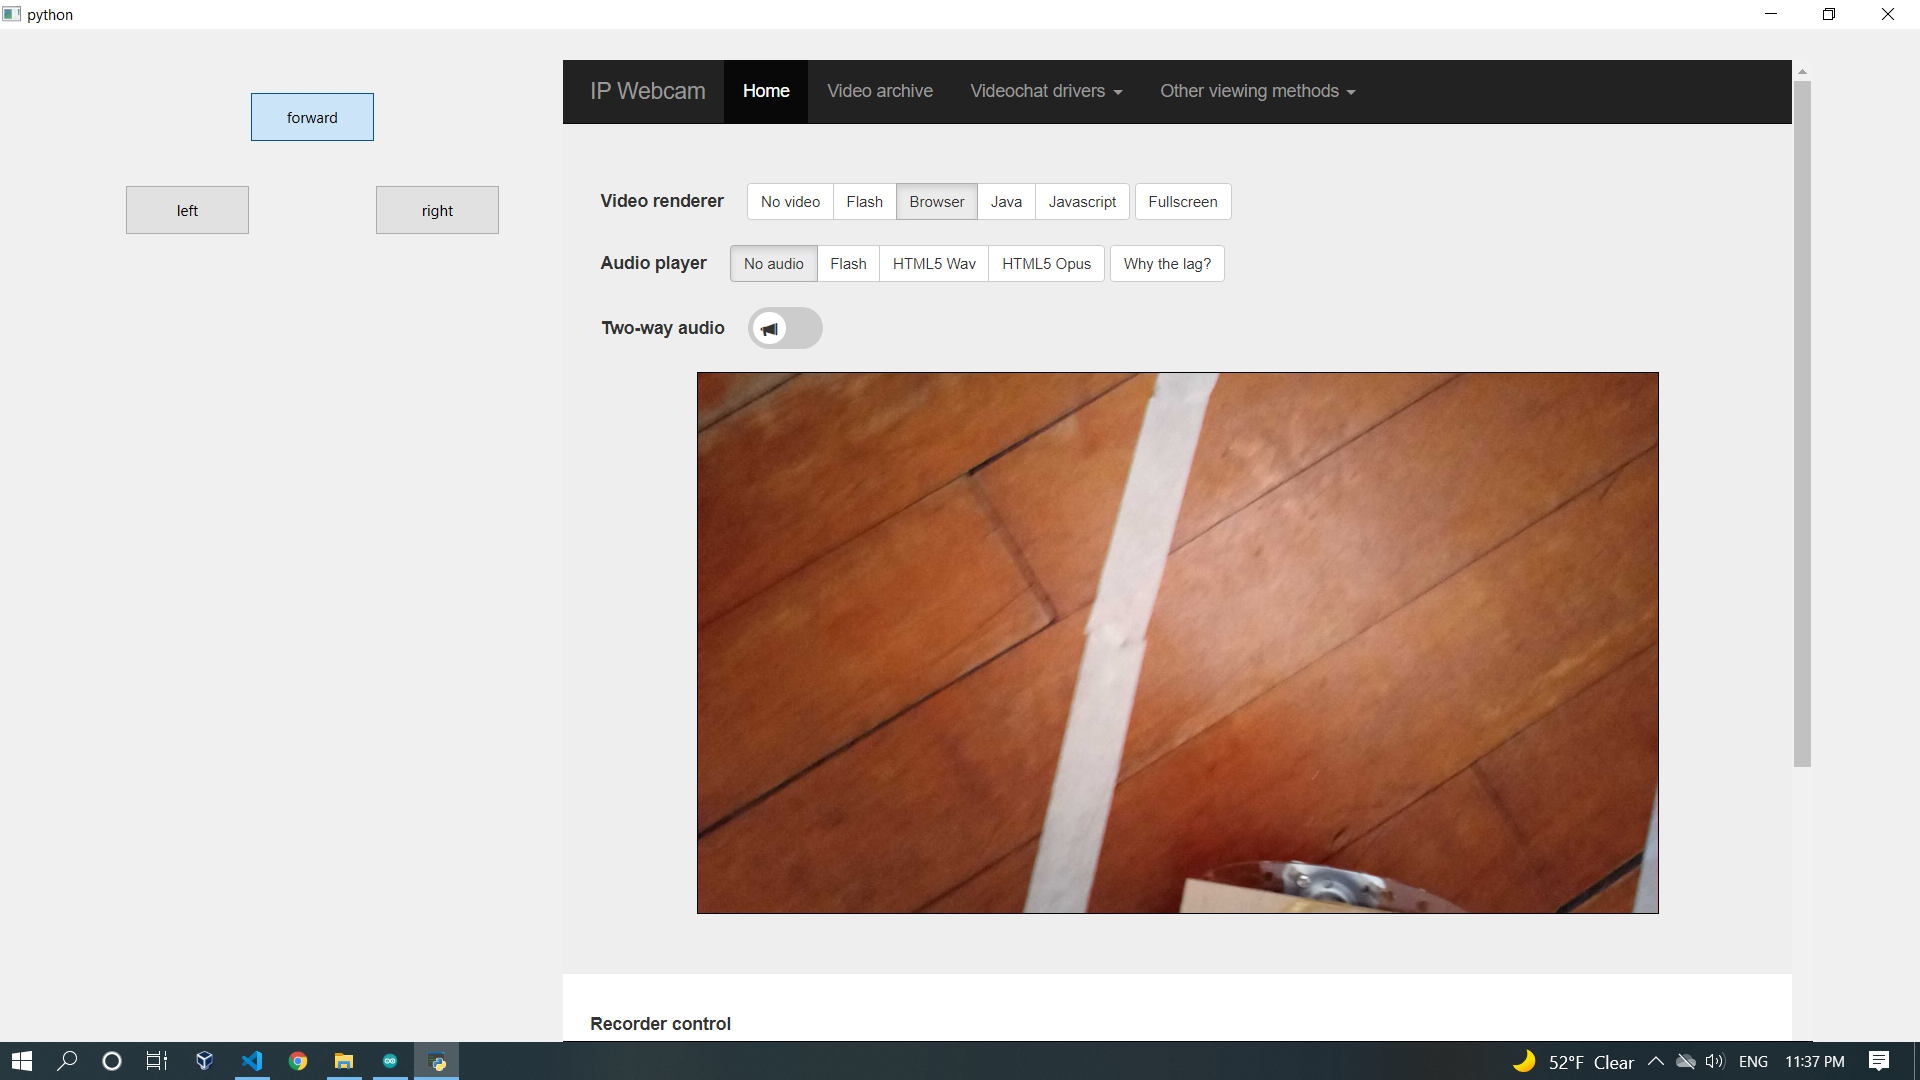 python
forward
left
right
IP Webcam Home Video archive Videochat drivers Other viewing methods
Video renderer No video Flash Browser Java Javascript Fullscreen
Audio player No audio Flash HTML5 Wav HTML5 Opus Why the lag?
Two-way audio
Recorder control
52°F Clear ENG 11:37 PM